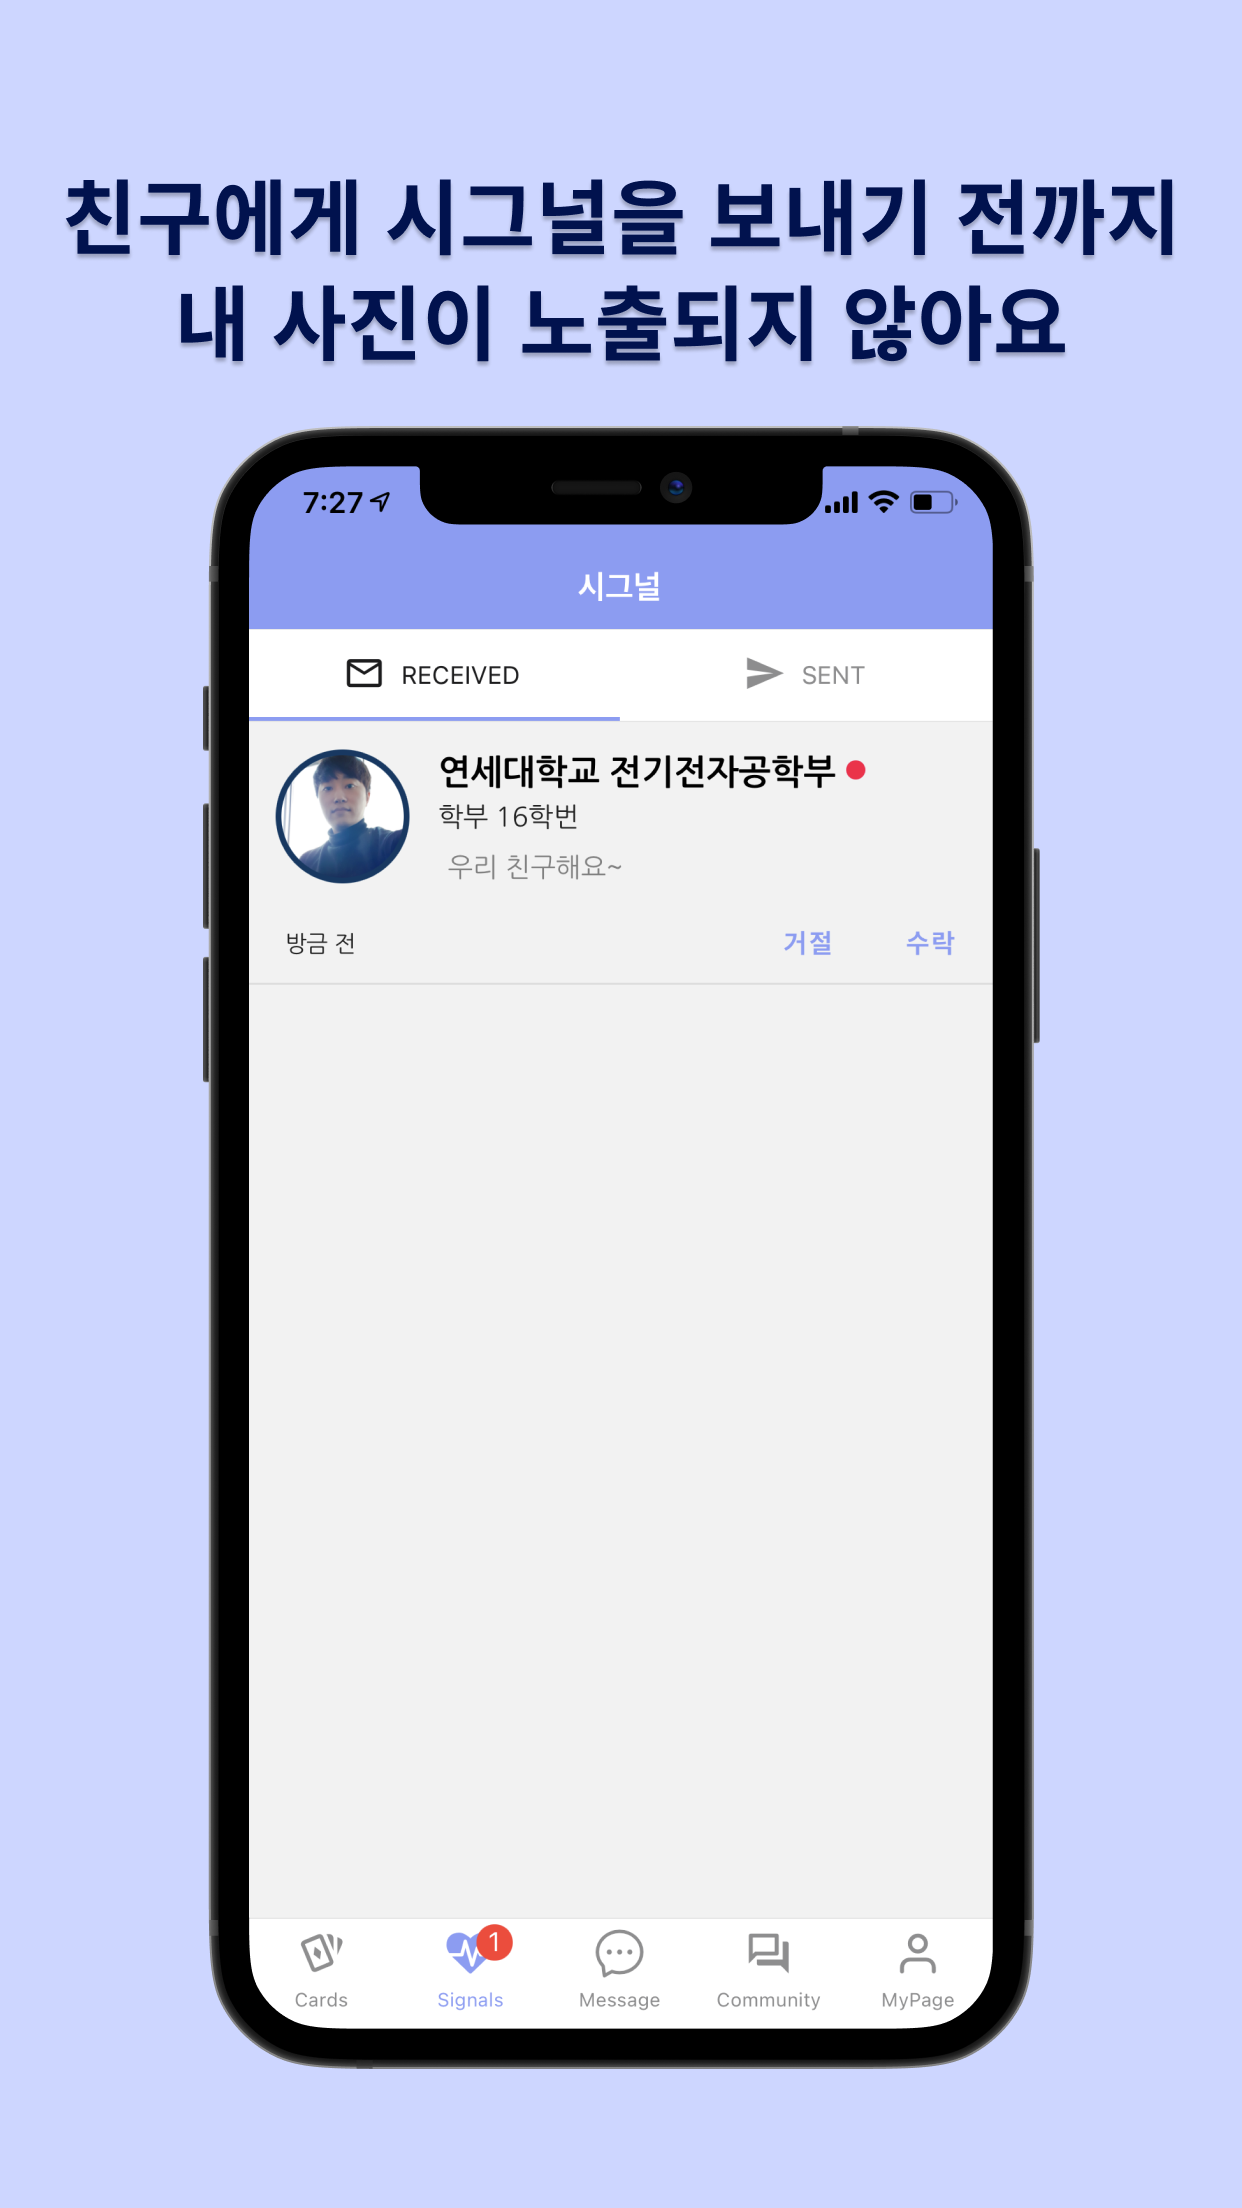 친구에게 시그널을 보내기 전까지
내 사진이 노출되지 않아요
7:27
시그널
RECEIVED
SENT
연세대학교 전기전자공학부
학부 16학번
우리 친구해요~
방금 전
거절
수락
1
Cards
Signals
Message
Community
MyPage